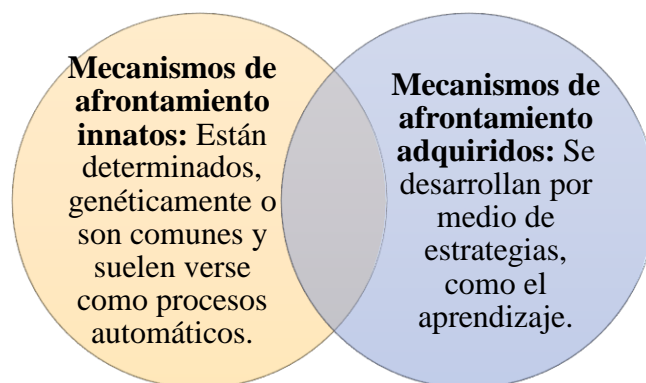 Mecanismos de
afrontamiento
innatos: Están
determinados,
genéticamente o
son comunes y
suelen verse
como procesos
automáticos.
Mecanismos de
afrontamiento
adquiridos: Se
desarrollan por
medio de
estrategias,
como el
aprendizaje.